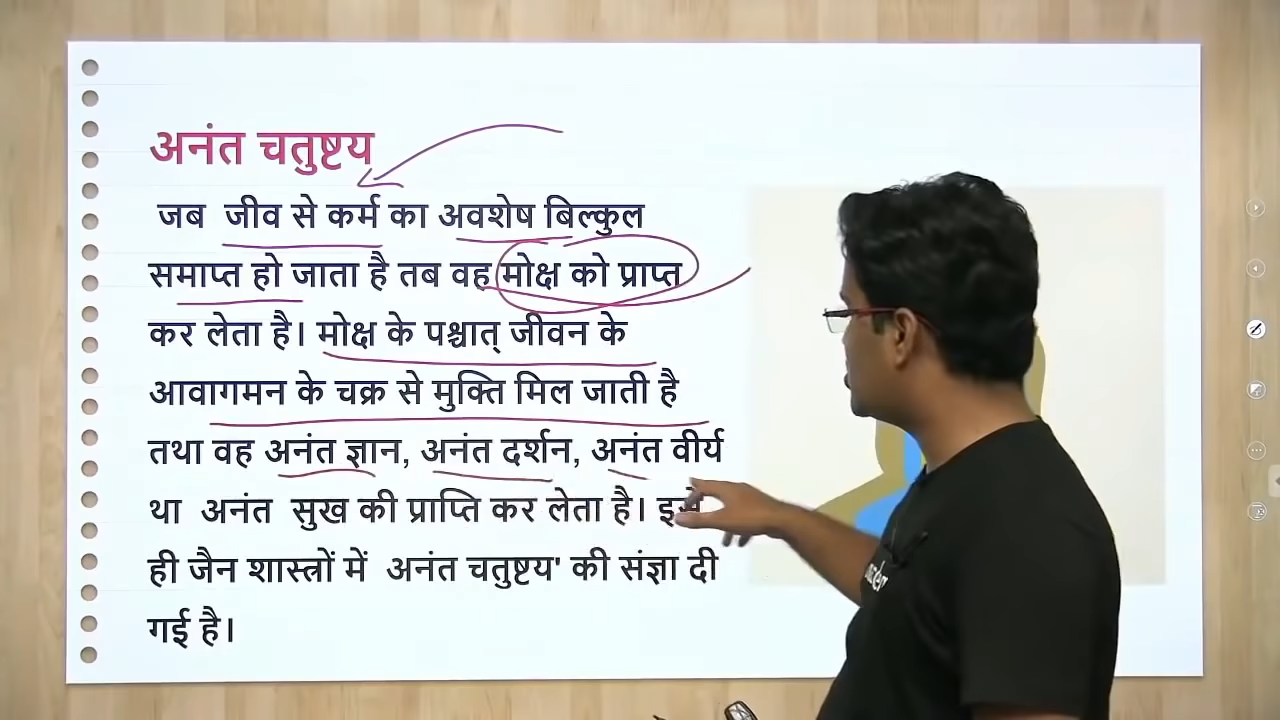 अनंत चतुष्टय
जब जीव से कर्म का अवशेष बिल्कुल
समाप्त हो जाता है तब वह मोक्ष को प्राप्त
कर लेता है। मोक्ष के पश्चात् जीवन के
आवागमन के चक्र से मुक्ति मिल जाती है
तथा वह अनंत ज्ञान, अनंत दर्शन, अनंत वीर्य
था अनंत सुख की प्राप्ति कर लेता है। इसे
ही जैन शास्त्रों में अनंत चतुष्टय' की संज्ञा दी
गई है।